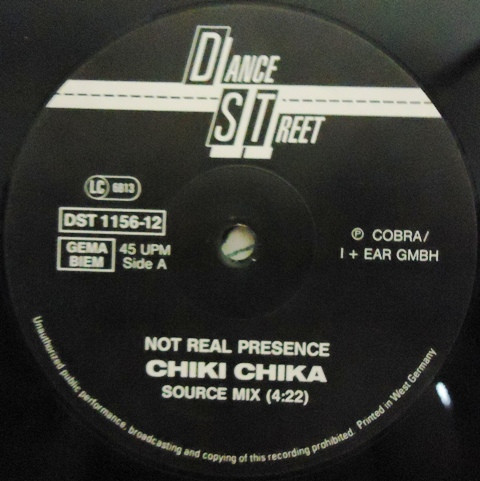 DANCE
STREET
LC 6813
DST 1156-12
GEMA
BIEM
45 UPM
Side A
℗ COBRA/
I + EAR GMBH
NOT REAL PRESENCE
CHIKI CHIKA
SOURCE MIX (4:22)
Unauthorized public performance, broadcasting and copying of this recording prohibited. Printed in West Germany